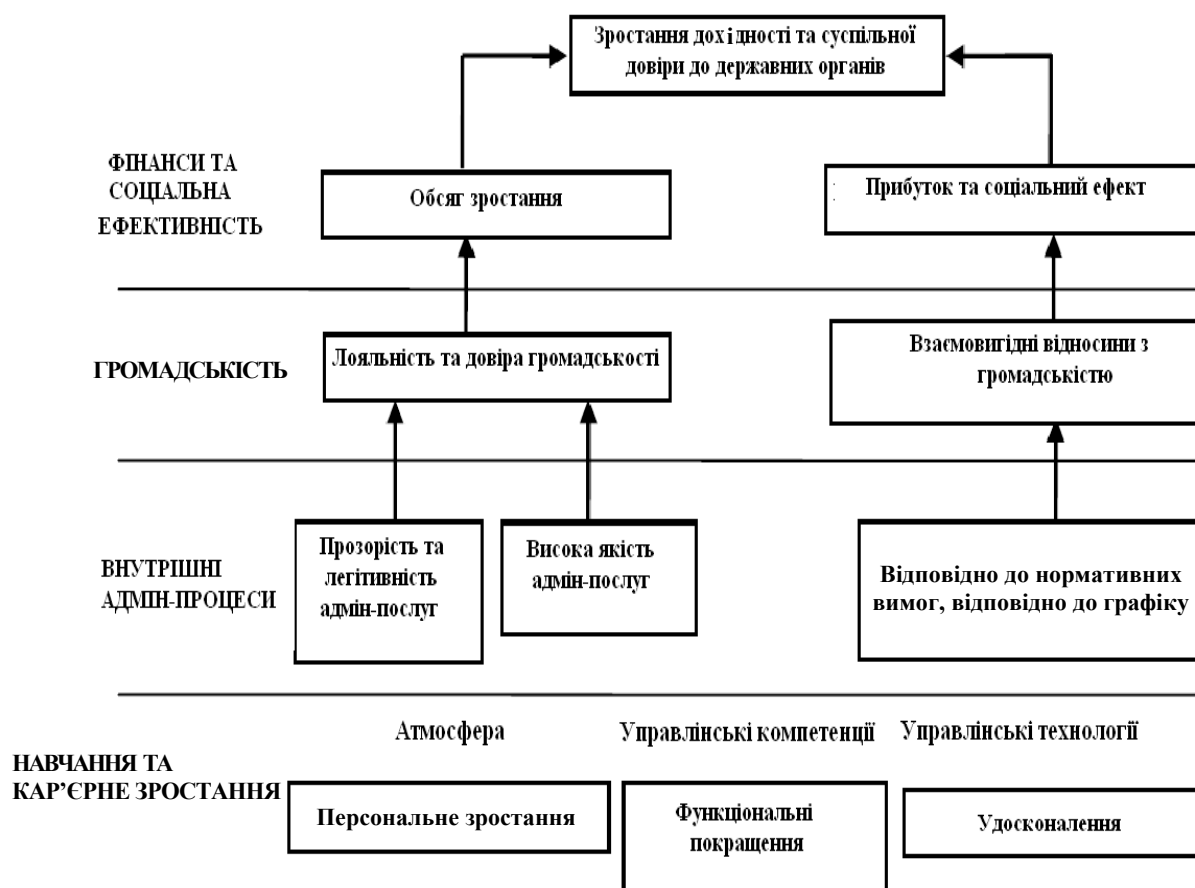 Зростання дохідності та суспільної
довіри до державних органів
ФІНАНСИ ТА
СОЦІАЛЬНА
ЕФЕКТИВНІСТЬ
Обсяг зростання
Прибуток та соціальний ефект
ГРОМАДСЬКІСТЬ
Лояльність та довіра громадськості
Взаємовигідні відносини з
громадськістю
ВНУТРІШНІ
АДМІН-ПРОЦЕСИ
Прозорість та
легітивність
адмін-послуг
Висока якість
адмін-послуг
Відповідно до нормативних
вимог, відповідно до графіку
НАВЧАННЯ ТА
КАР’ЄРНЕ ЗРОСТАННЯ
Атмосфера
Управлінські компетенції
Управлінські технології
Персональне зростання
Функціональні
покращення
Удосконалення